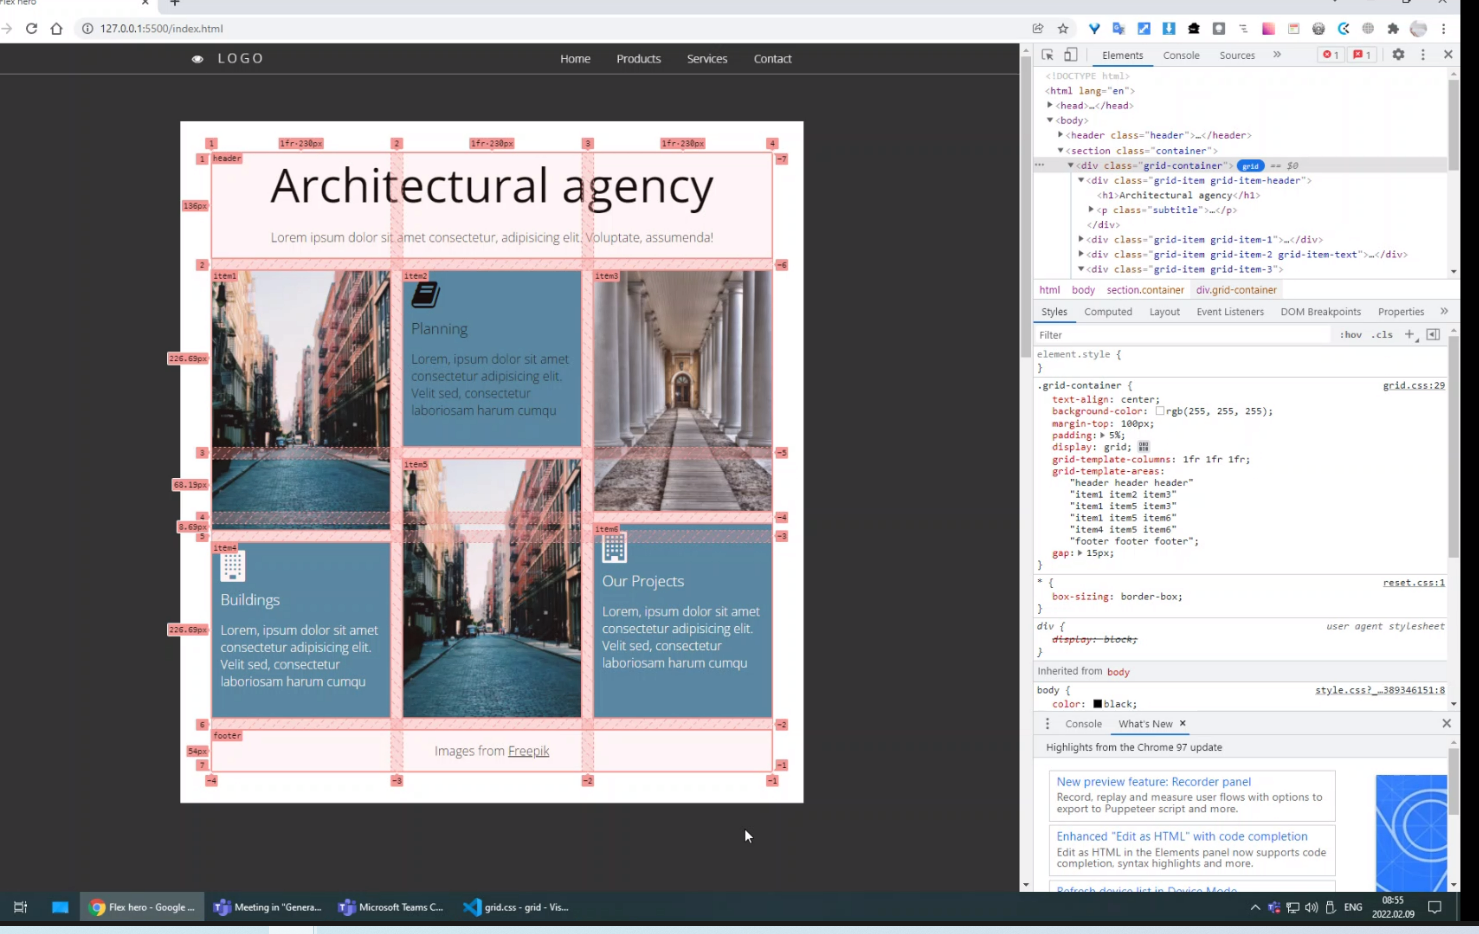 Flex hero
127.0.0.1:5500/index.html
LOGO
Home
Products
Services
Contact
1
1fr·230px
2
1fr·230px
3
1fr·230px
4
1
header
-7
Architectural agency
136px
Lorem ipsum dolor sit amet consectetur, adipisicing elit. Voluptate, assumenda!
2
-6
item1
item2
item3
Planning
226.69px
Lorem, ipsum dolor sit amet
consectetur adipisicing elit.
Velit sed, consectetur
laboriosam harum cumqu
3
-5
item5
68.19px
4
-4
8.69px
item6
5
-3
item4
Our Projects
Buildings
Lorem, ipsum dolor sit amet
consectetur adipisicing elit.
Velit sed, consectetur
laboriosam harum cumqu
226.69px
Lorem, ipsum dolor sit amet
consectetur adipisicing elit.
Velit sed, consectetur
laboriosam harum cumqu
6
-2
footer
54px
Images from Freepik
7
-1
-4
-3
-2
-1
Elements
Console
Sources
»
1
1
<!DOCTYPE html>
<html lang="en">
<head>…</head>
<body>
<header class="header">…</header>
<section class="container">
<div class="grid-container"> grid == $0
<div class="grid-item grid-item-header">
<h1>Architectural agency</h1>
<p class="subtitle">…</p>
</div>
<div class="grid-item grid-item-1">…</div>
<div class="grid-item grid-item-2 grid-item-text">…</div>
<div class="grid-item grid-item-3">
html body section.container div.grid-container
Styles
Computed
Layout
Event Listeners
DOM Breakpoints
Properties
»
Filter
:hov .cls +
element.style {
}
.grid-container {
grid.css:29
text-align: center;
background-color: rgb(255, 255, 255);
margin-top: 100px;
padding: 5%;
display: grid;
grid-template-columns: 1fr 1fr 1fr;
grid-template-areas:
"header header header"
"item1 item2 item3"
"item1 item5 item3"
"item1 item5 item6"
"item4 item5 item6"
"footer footer footer";
gap: 15px;
}
* {
reset.css:1
box-sizing: border-box;
}
div {
user agent stylesheet
display: block;
}
Inherited from body
body {
style.css?_…389346151:8
color: black;
Console
What's New
Highlights from the Chrome 97 update
New preview feature: Recorder panel
Record, replay and measure user flows with options to
export to Puppeteer script and more.
Enhanced "Edit as HTML" with code completion
Edit as HTML in the Elements panel now supports code
completion, syntax highlights and more.
Refresh device list in Device Mode
Flex hero - Google ...
Meeting in "Genera...
Microsoft Teams C...
grid.css - grid - Vis...
ENG
08:55
2022.02.09